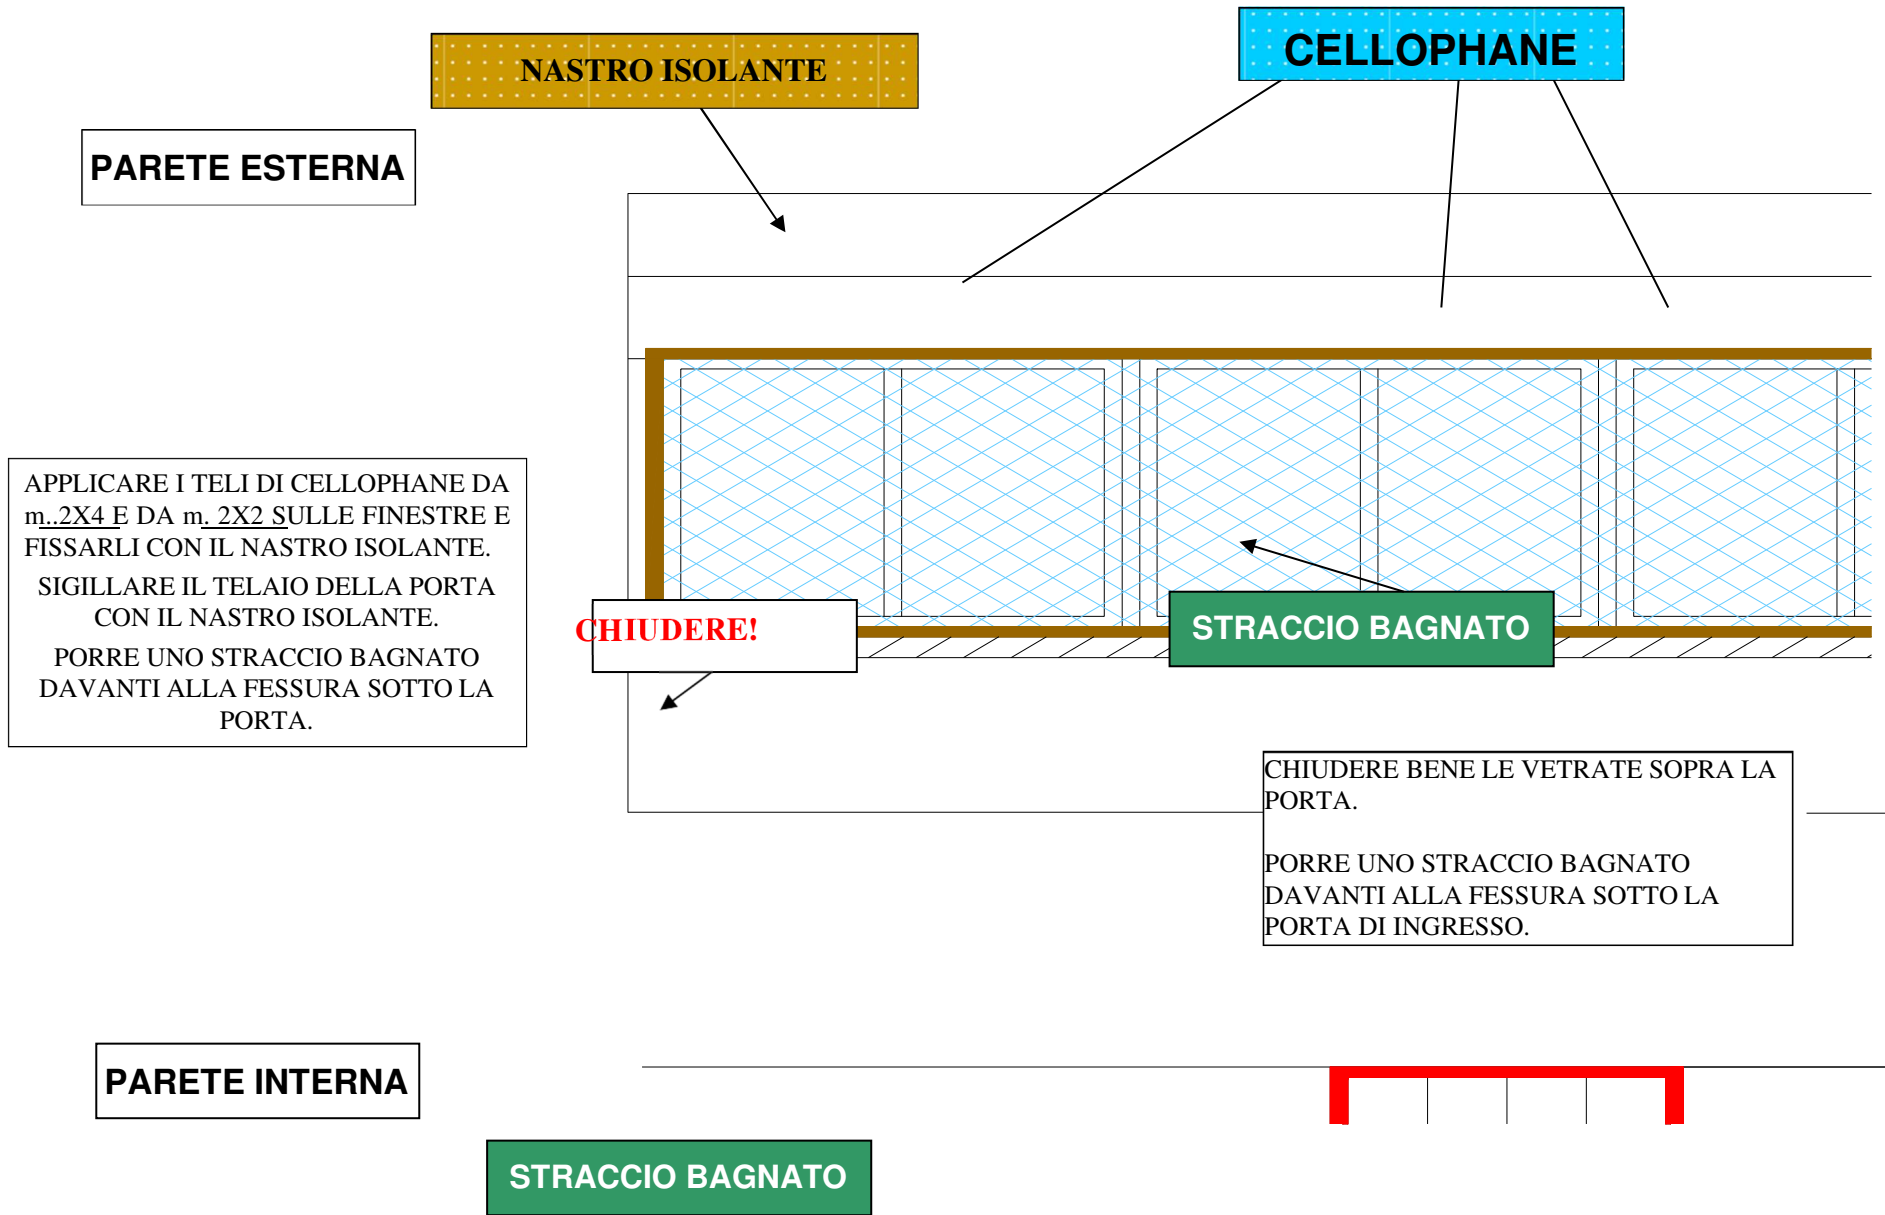 NASTRO ISOLANTE
CELLOPHANE
PARETE ESTERNA
APPLICARE I TELI DI CELLOPHANE DA
m..2X4 E DA m. 2X2 SULLE FINESTRE E
FISSARLI CON IL NASTRO ISOLANTE.
SIGILLARE IL TELAIO DELLA PORTA
CON IL NASTRO ISOLANTE.
PORRE UNO STRACCIO BAGNATO
DAVANTI ALLA FESSURA SOTTO LA
PORTA.
CHIUDERE!
STRACCIO BAGNATO
CHIUDERE BENE LE VETRATE SOPRA LA
PORTA.
PORRE UNO STRACCIO BAGNATO
DAVANTI ALLA FESSURA SOTTO LA
PORTA DI INGRESSO.
PARETE INTERNA
STRACCIO BAGNATO